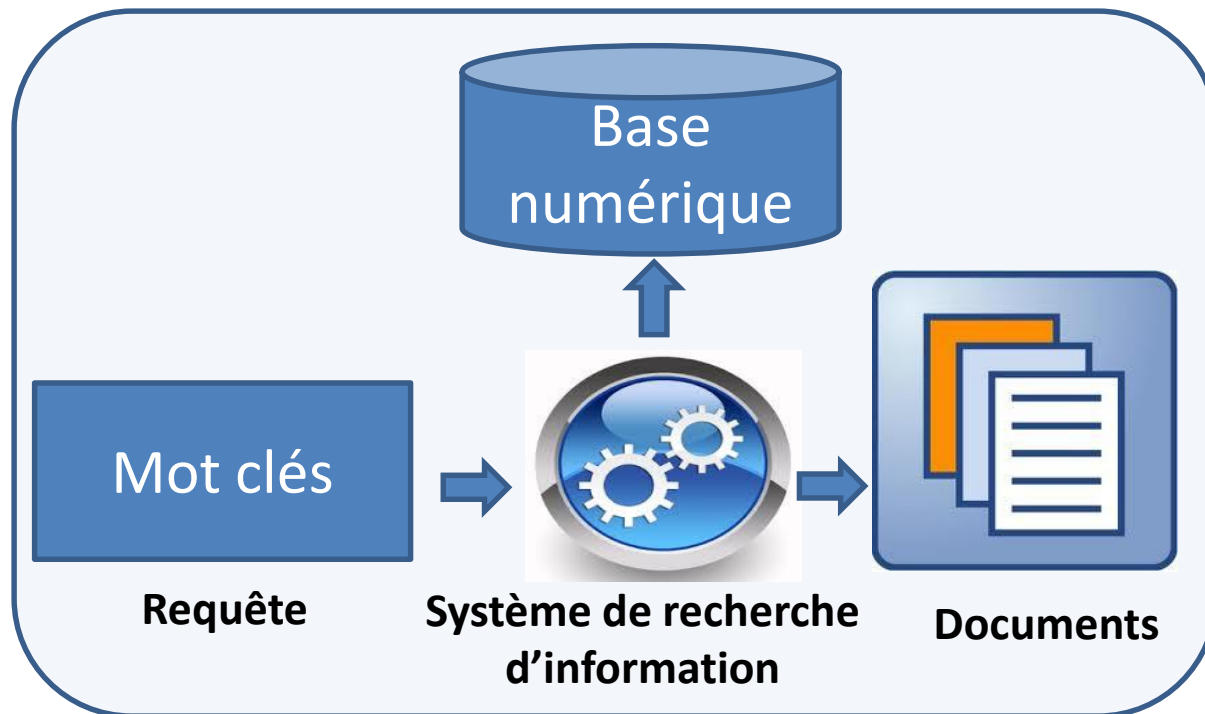 Base
numérique
Mot clés
Requête
Système de recherche
d’information
Documents